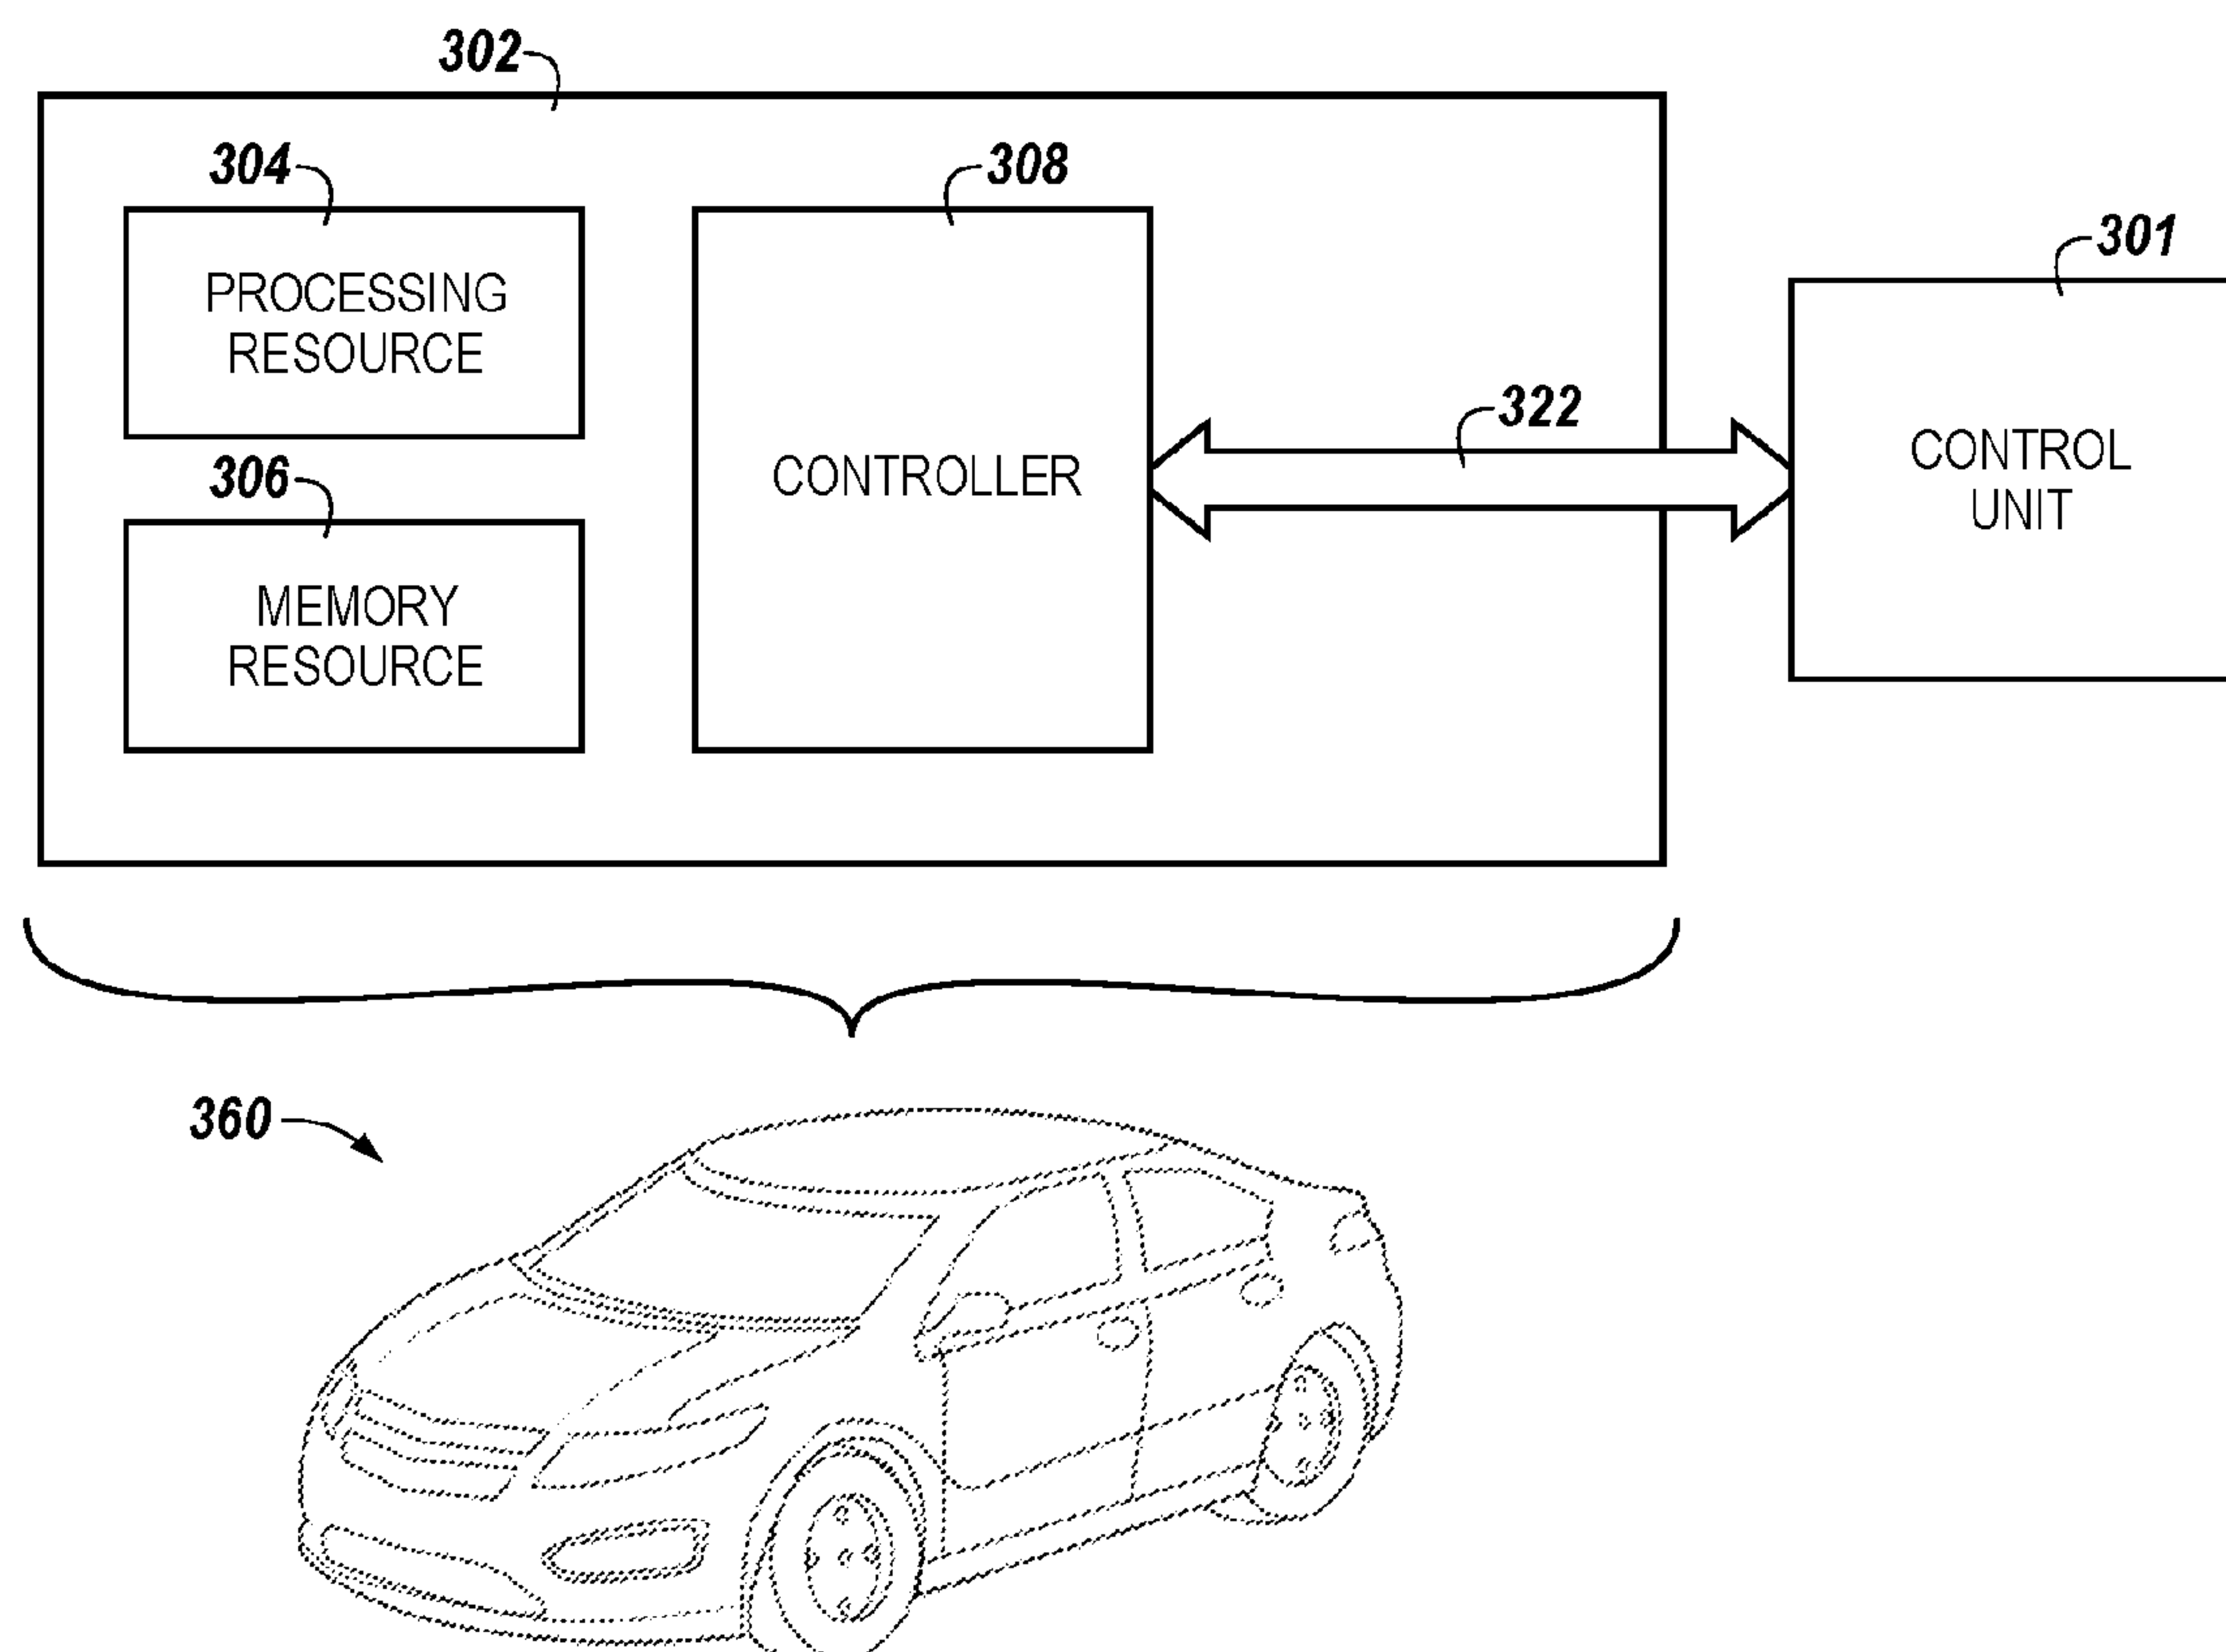 302
304
308
301
PROCESSING
RESOURCE
322
CONTROL
UNIT
306
CONTROLLER
MEMORY
RESOURCE
360